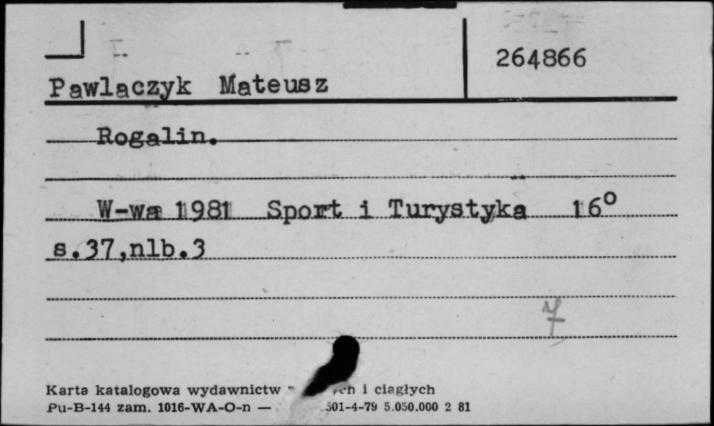 264866
Pawlaczyk Mateusz
Rogalin.
W-wa 1981 Sport i Turystyka 16°
s.37,nlb.3
7
Karta katalogowa wydawnictw i ciągłych
Pu-B-144 zam. 1016-WA-O-n — 501-4-79 5.050.000 2 81